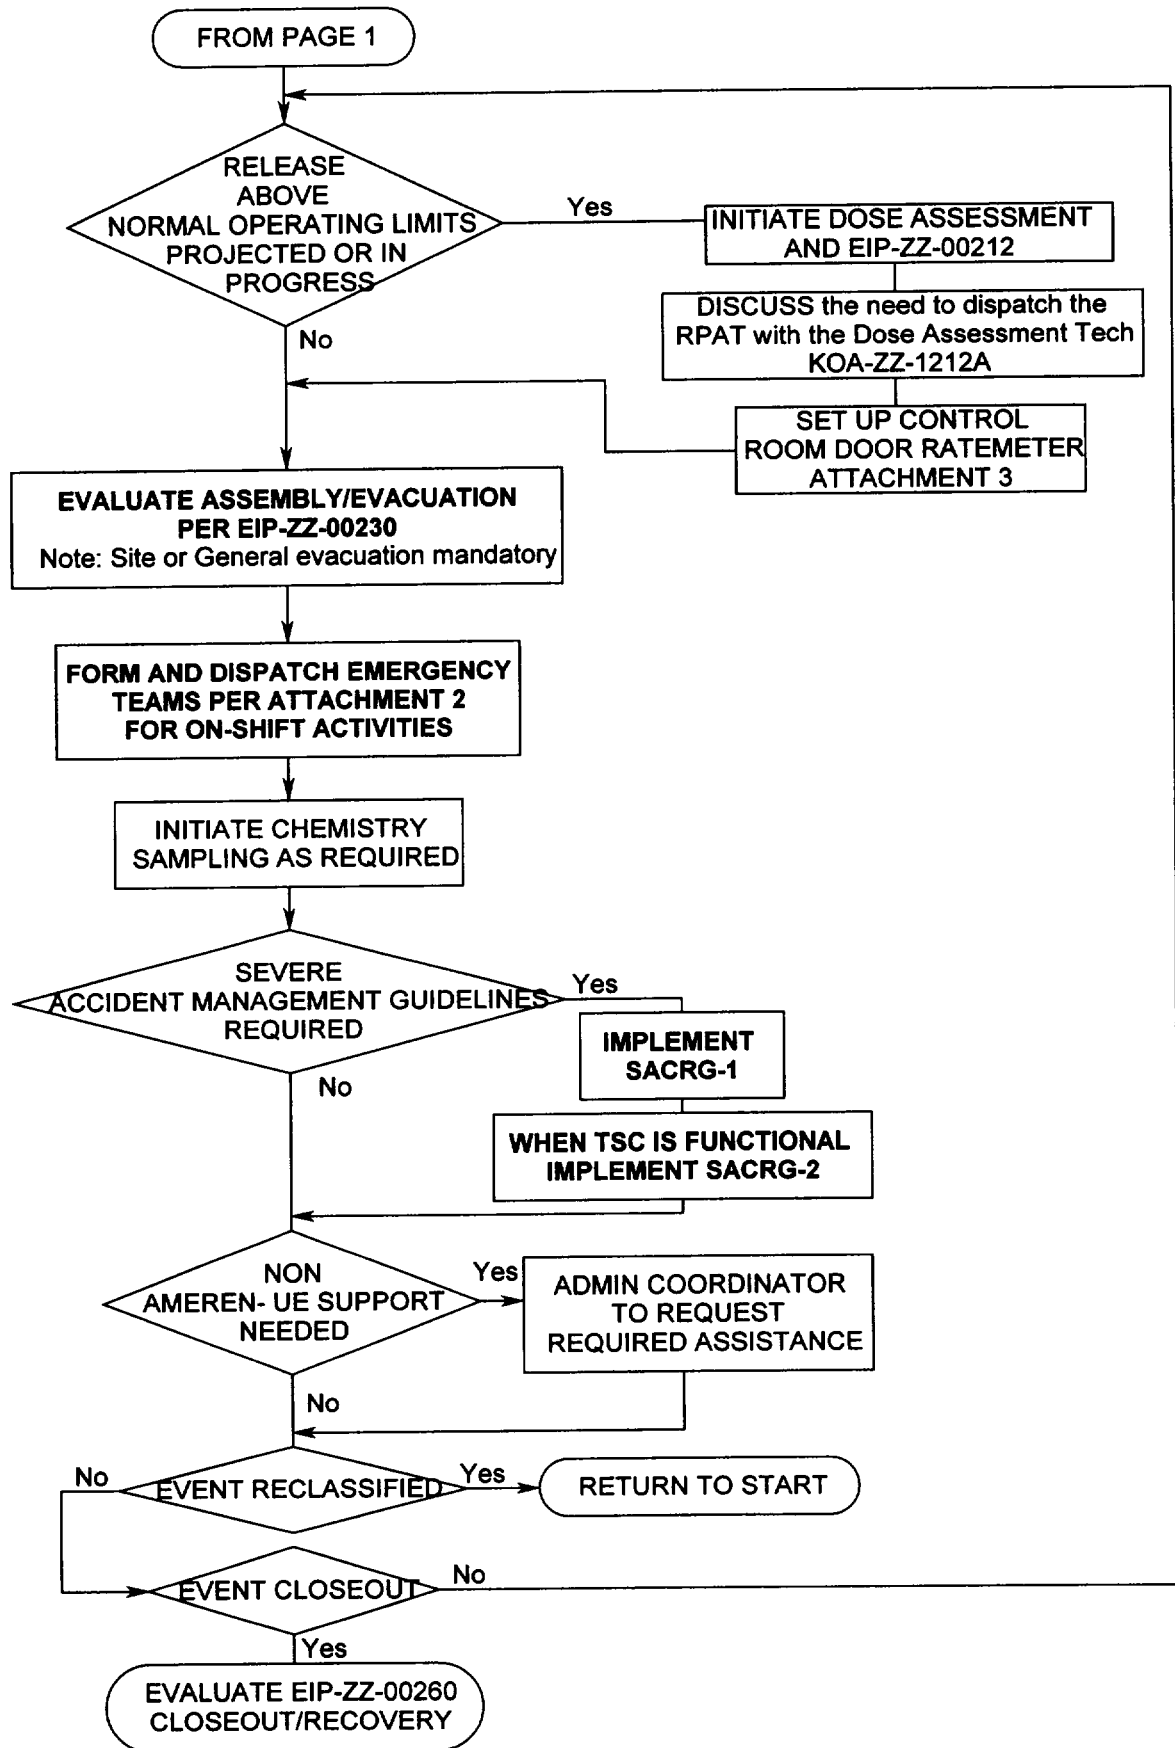 FROM PAGE 1
RELEASE
ABOVE
NORMAL OPERATING LIMITS
PROJECTED OR IN
PROGRESS
Yes
INITIATE DOSE ASSESSMENT
AND EIP-ZZ-00212
DISCUSS the need to dispatch the
RPAT with the Dose Assessment Tech
KOA-ZZ-1212A
SET UP CONTROL
ROOM DOOR RATEMETER
ATTACHMENT 3
No
EVALUATE ASSEMBLY/EVACUATION
PER EIP-ZZ-00230
Note: Site or General evacuation mandatory
FORM AND DISPATCH EMERGENCY
TEAMS PER ATTACHMENT 2
FOR ON-SHIFT ACTIVITIES
INITIATE CHEMISTRY
SAMPLING AS REQUIRED
SEVERE
ACCIDENT MANAGEMENT GUIDELINES
REQUIRED
Yes
IMPLEMENT
SACRG-1
WHEN TSC IS FUNCTIONAL
IMPLEMENT SACRG-2
No
NON
AMEREN- UE SUPPORT
NEEDED
Yes
ADMIN COORDINATOR
TO REQUEST
REQUIRED ASSISTANCE
No
EVENT RECLASSIFIED
Yes
RETURN TO START
No
EVENT CLOSEOUT
No
Yes
EVALUATE EIP-ZZ-00260
CLOSEOUT/RECOVERY